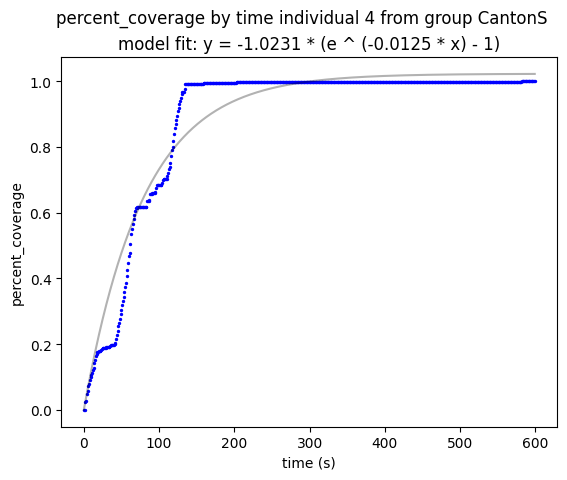 percent_coverage by time individual 4 from group CantonS
model fit: y = -1.0231 * (e ^ (-0.0125 * x) - 1)
1.0
0.8
0.6
0.4
0.2
0.0
percent_coverage
0 100 200 300 400 500 600
time (s)